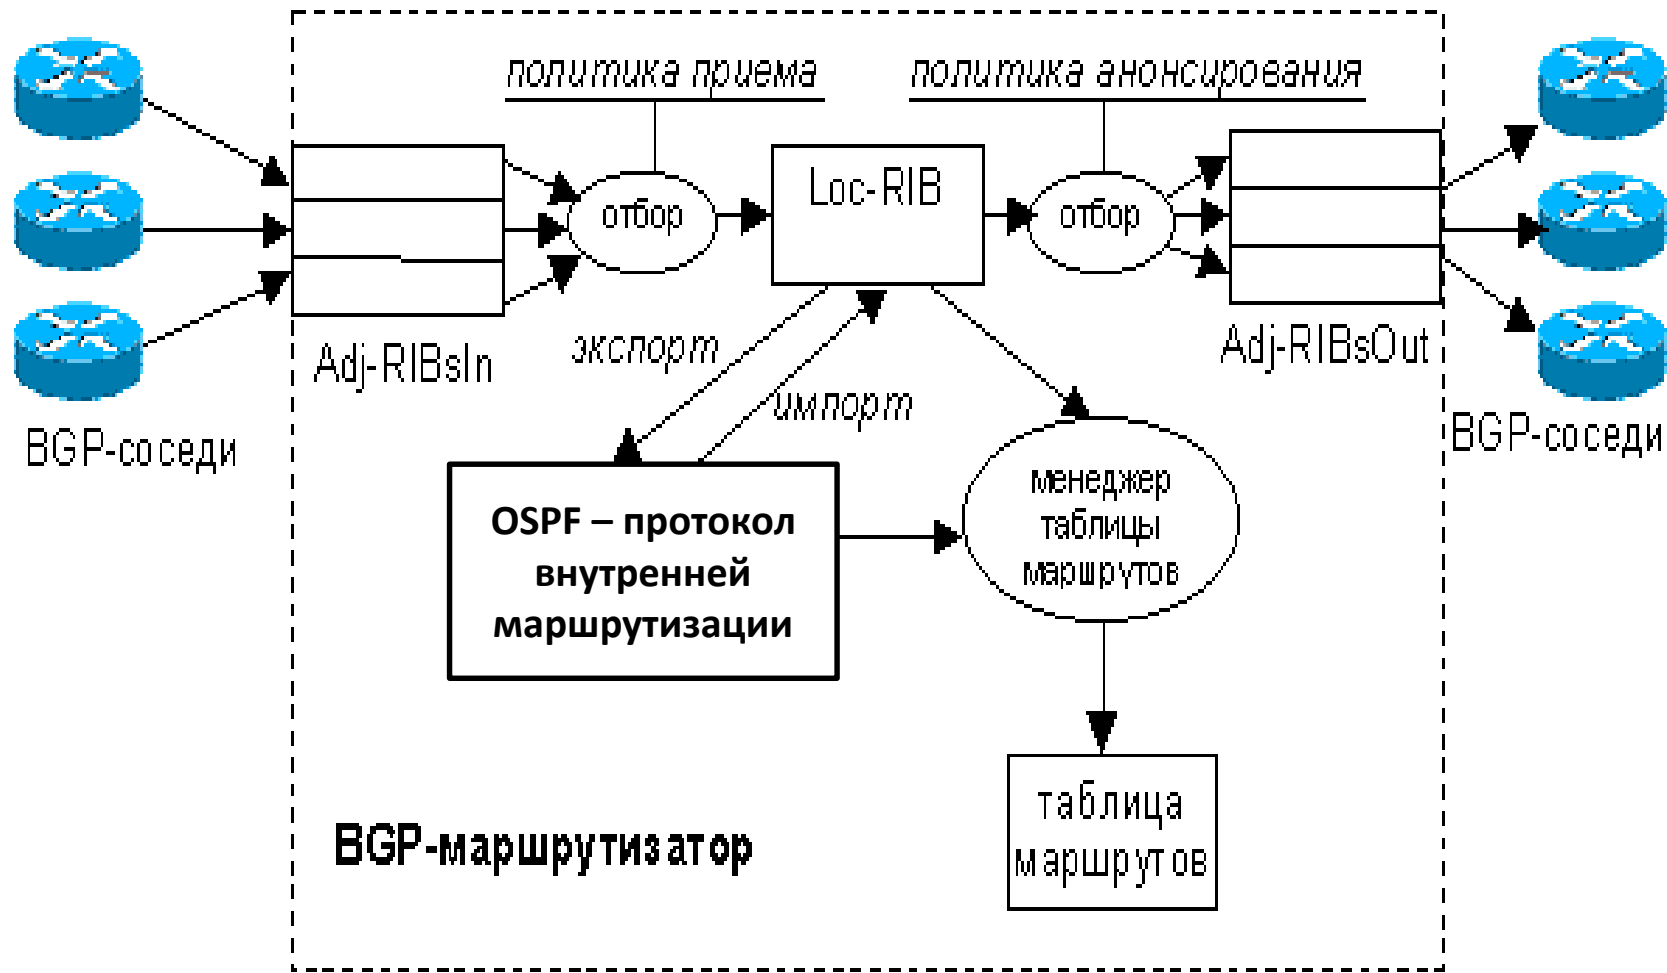 политика приема
политика анонсирования
отбор
Loc-RIB
отбор
Adj-RIBsIn
экспорт
импорт
Adj-RIBsOut
BGP-соседи
BGP-соседи
OSPF – протокол
внутренней
маршрутизации
менеджер
таблицы
маршрутов
таблица
маршрутов
BGP-маршрутизатор